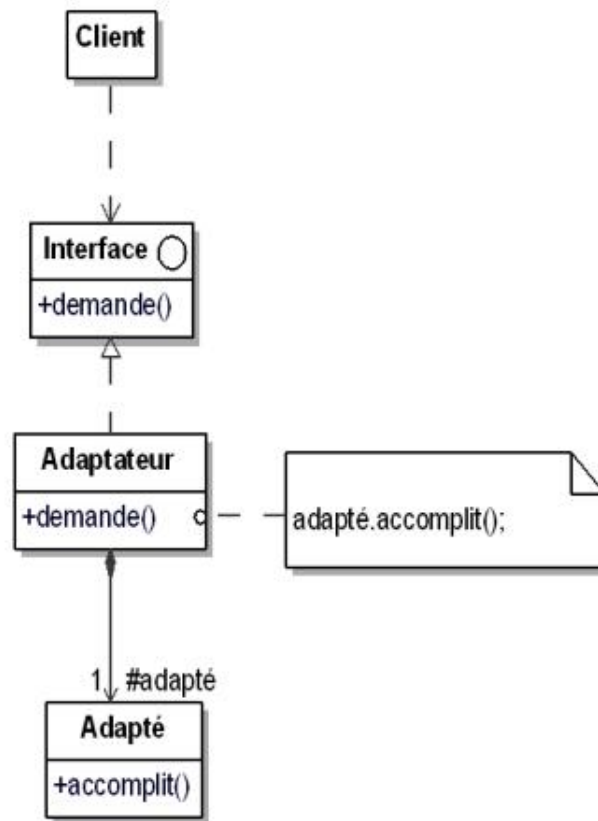 Client
Interface
+demande()
Adaptateur
+demande()
adapté.accomplit();
1 #adapté
Adapté
+accomplit()